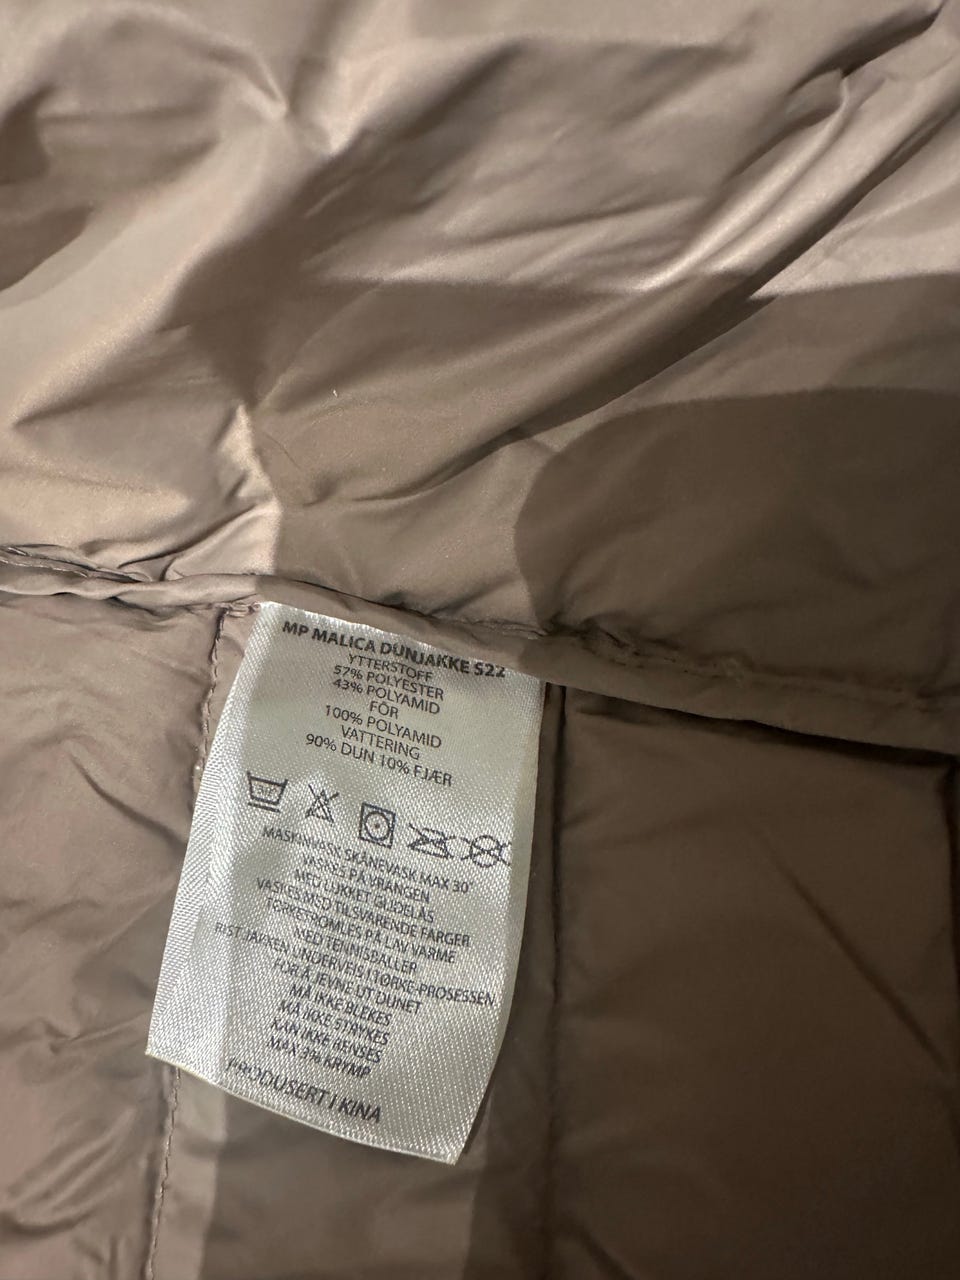 MP MALICA DUNJAKKE S22
YTTERSTOFF
57% POLYESTER
43% POLYAMID
FÔR
100% POLYAMID
VATTERING
90% DUN 10% FJÆR
MASKINVASK SKÅNEVASK MAX 30°
VASKES PÅ VRANGEN
MED LUKKET GLIDELÅS
VASKES MED TILSVARENDE FARGER
TØRKETROMLES PÅ LAV VARME
MED TENNISBALLER
RIST JAKKEN UNDERVEIS I TØRKE-PROSESSEN,
FOR Å JEVNE UT DUNET
MÅ IKKE BLEKES
MÅ IKKE STRYKES
KAN IKKE RENSES
MAX 3% KRYMP
PRODUSERT I KINA